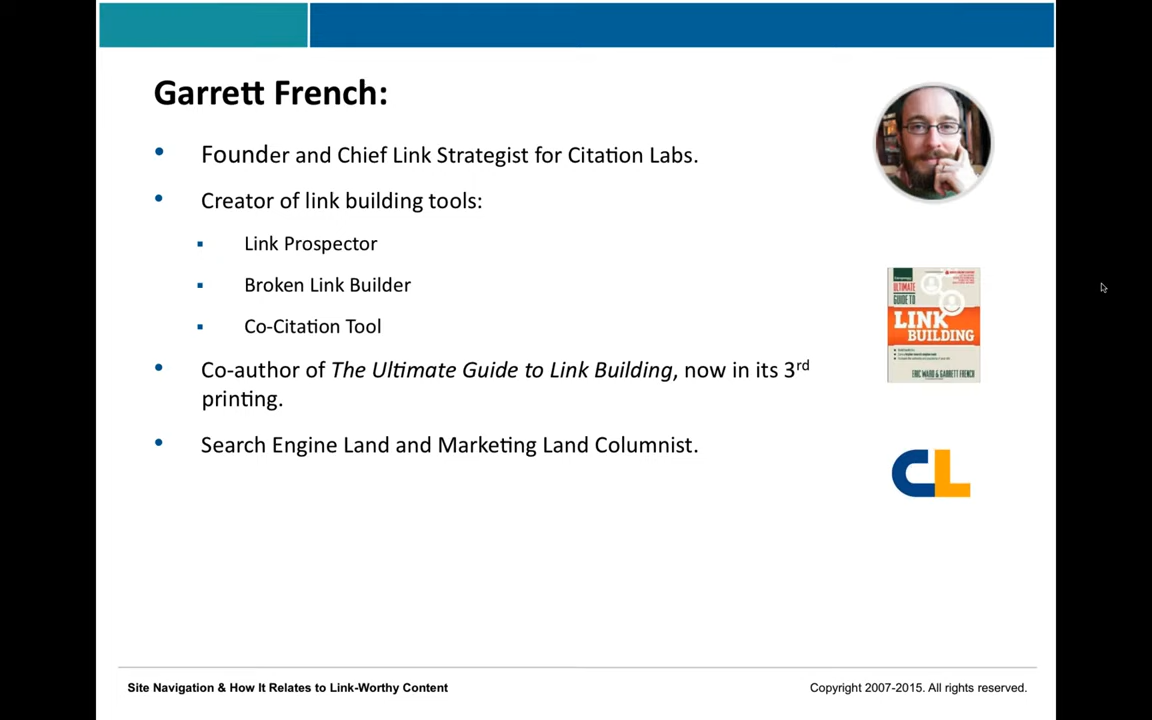 Garrett French:
Founder and Chief Link Strategist for Citation Labs.
Creator of link building tools:
Link Prospector
Broken Link Builder
Co-Citation Tool
Co-author of The Ultimate Guide to Link Building, now in its 3rd
printing.
Search Engine Land and Marketing Land Columnist.
ULTIMATE
GUIDE TO
LINK
BUILDING
ERIC WARD & GARRETT FRENCH
CL
Site Navigation & How It Relates to Link-Worthy Content
Copyright 2007-2015. All rights reserved.